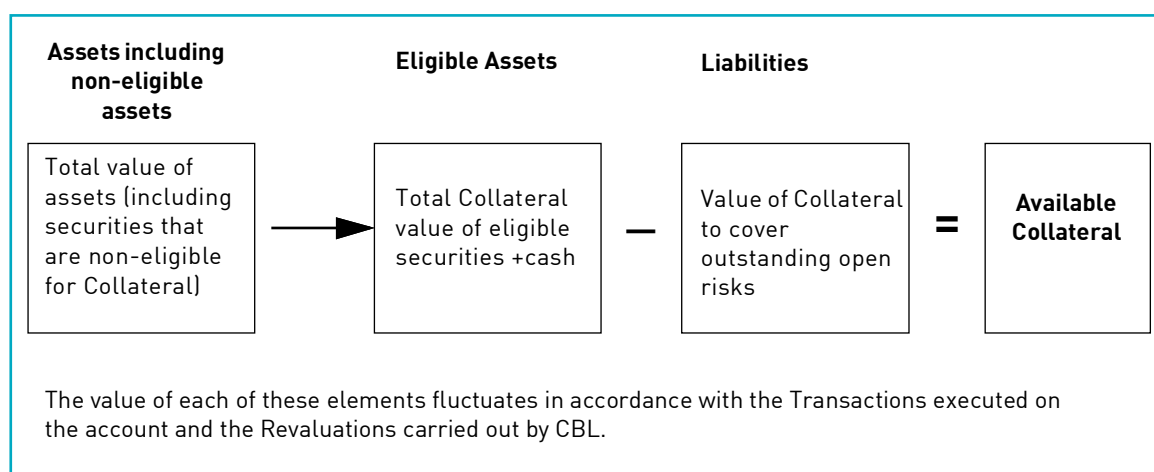 Assets including
non-eligible
assets
Eligible Assets
Liabilities
Total value of
assets (including
securities that
are non-eligible
for Collateral)
Total Collateral
value of eligible
securities +cash
—
Value of Collateral
to cover
outstanding open
risks
=
Available
Collateral
The value of each of these elements fluctuates in accordance with the Transactions executed on
the account and the Revaluations carried out by CBL.